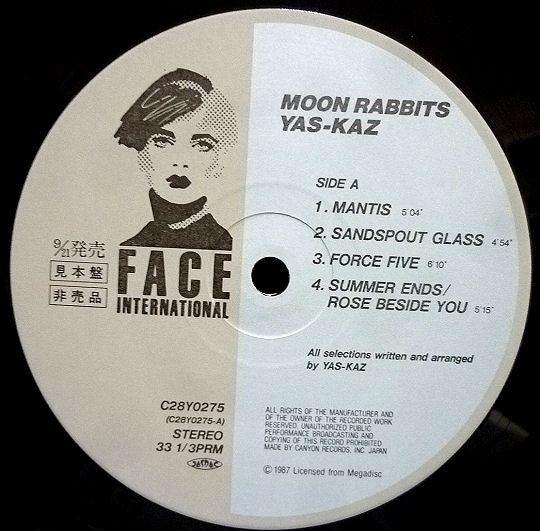 MOON RABBITS
YAS-KAZ
SIDE A
1. MANTIS 5'04"
2. SANDSPOUT GLASS 4'54"
3. FORCE FIVE 6'10"
4. SUMMER ENDS/
ROSE BESIDE YOU 5'15"
All selections written and arranged
by YAS-KAZ
9/21発売
見本盤
非売品
FACE
INTERNATIONAL
C28Y0275
(C28Y0275-A)
STEREO
33 1/3PRM
ALL RIGHTS OF THE MANUFACTURER AND
OF THE OWNER OF THE RECORDED WORK
RESERVED. UNAUTHORIZED PUBLIC
PERFORMANCE BROADCASTING AND
COPYING OF THIS RECORD PROHIBITED
MADE BY CANYON RECORDS, INC. JAPAN
Ⓒ 1987 Licensed from Megadisc